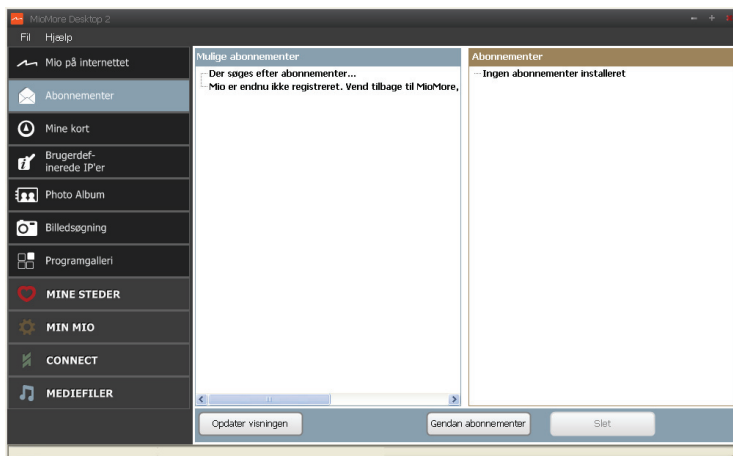 MioMore Desktop 2
Fil Hjælp
Mio på internettet
Abonnementer
Mine kort
Brugerdef-
inerede IP'er
Photo Album
Billedsøgning
Programgalleri
MINE STEDER
MIN MIO
CONNECT
MEDIEFILER
Mulige abonnementer
Der søges efter abonnementer...
Mio er endnu ikke registreret. Vend tilbage til MioMore,
Abonnementer
Ingen abonnementer installeret
Opdater visningen
Gendan abonnementer
Slet